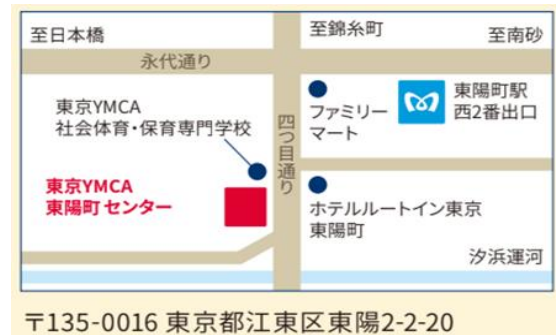 至日本橋
至錦糸町
至南砂
永代通り
東京YMCA
社会体育・保育専門学校
四つ目通り
ファミリー
マート
東陽町駅
西2番出口
東京YMCA
東陽町センター
ホテルルートイン東京
東陽町
汐浜運河
〒135-0016 東京都江東区東陽2-2-20